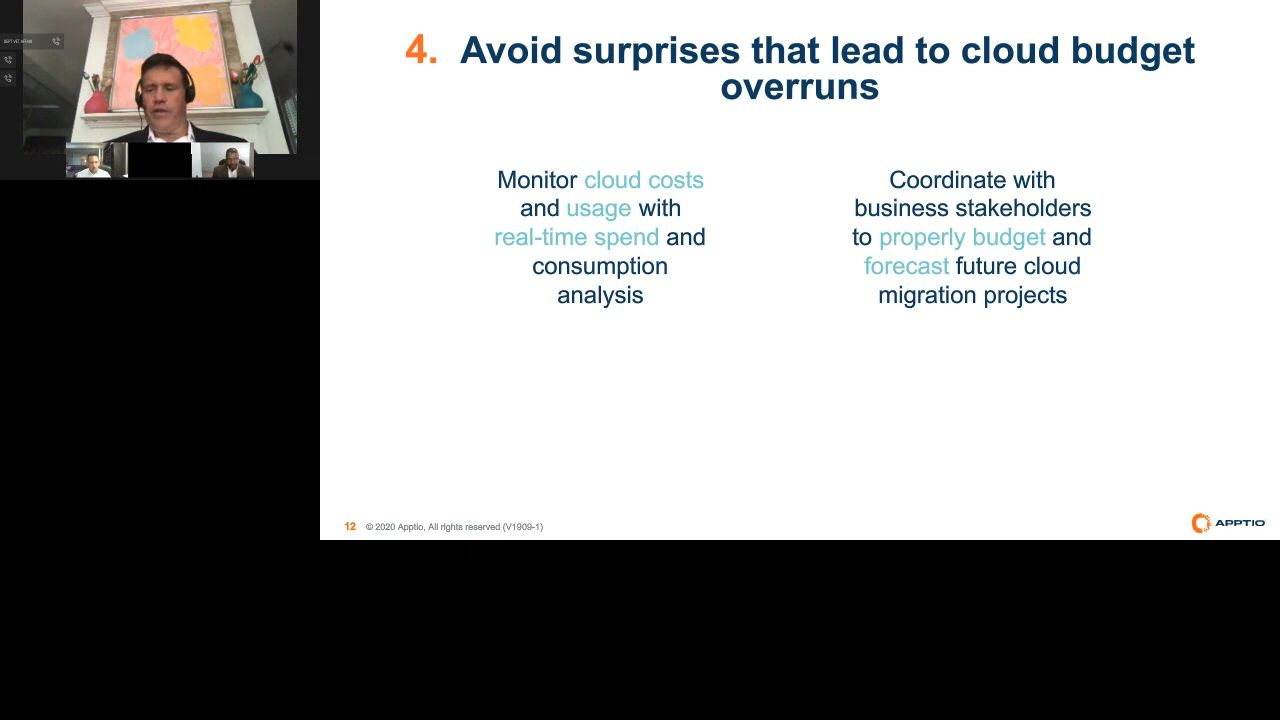 4. Avoid surprises that lead to cloud budget
overruns
Monitor cloud costs
and usage with
real-time spend and
consumption
analysis
Coordinate with
business stakeholders
to properly budget and
forecast future cloud
migration projects
12 © 2020 Apptio, All rights reserved (V1909-1)
APPTIO